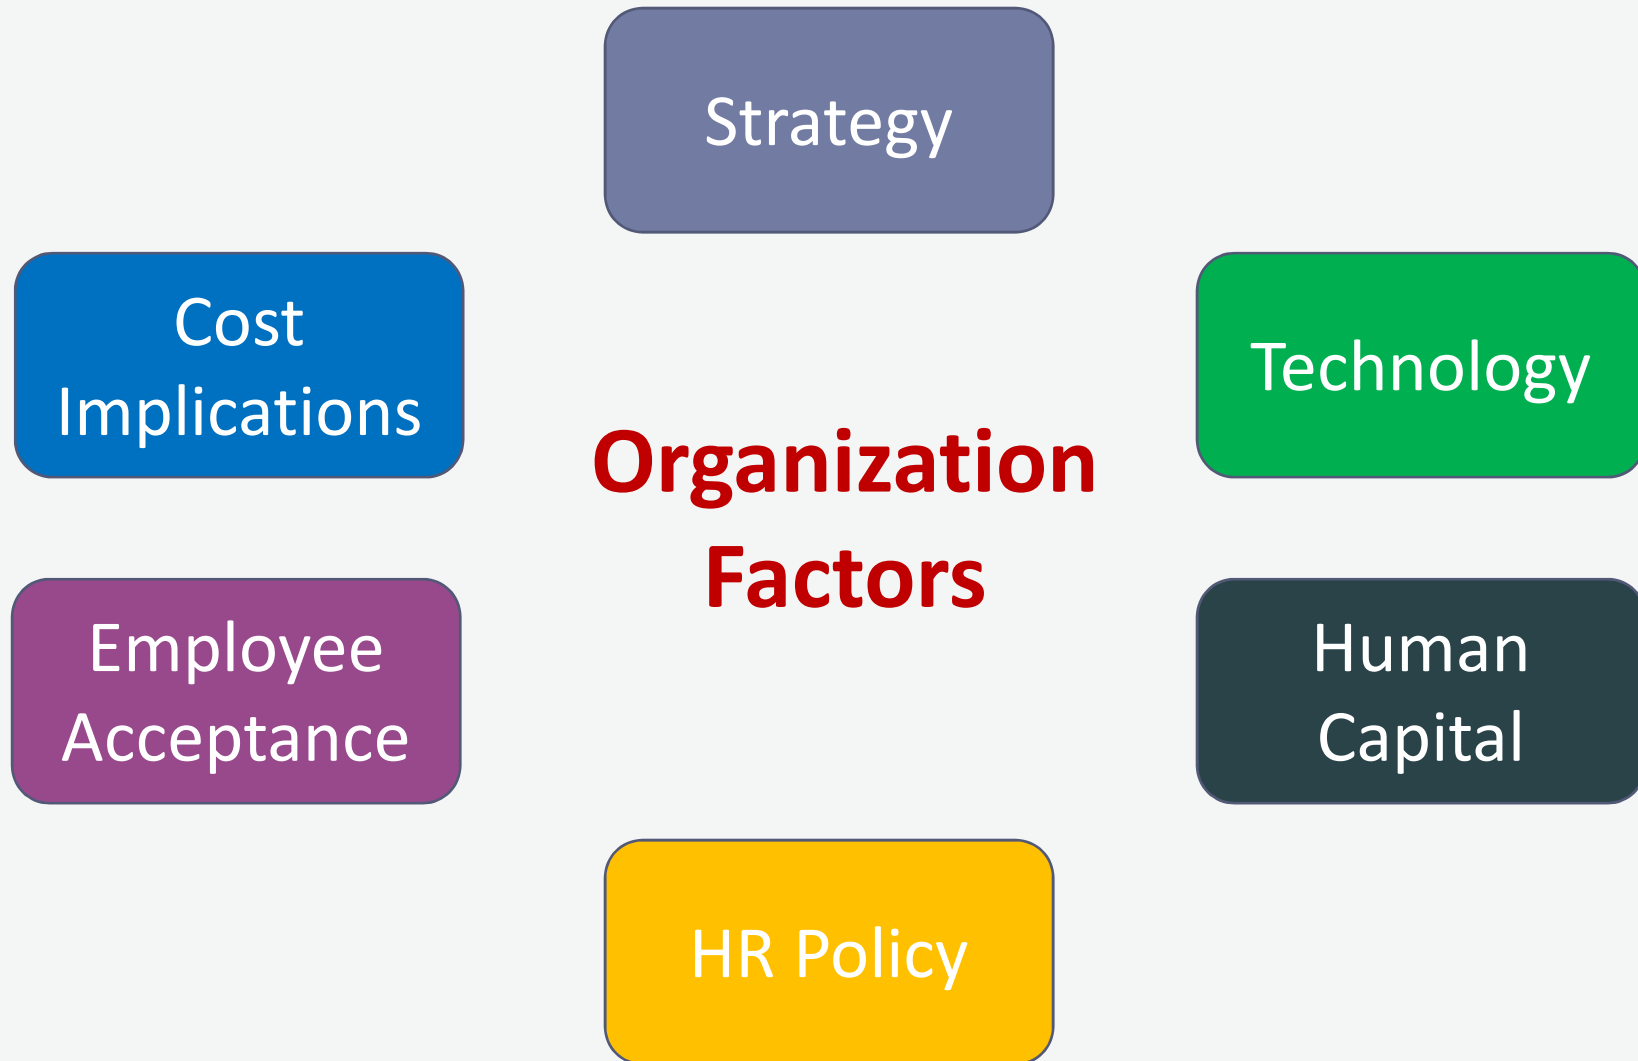 Strategy
Cost
Implications
Technology
Organization
Factors
Employee
Acceptance
Human
Capital
HR Policy